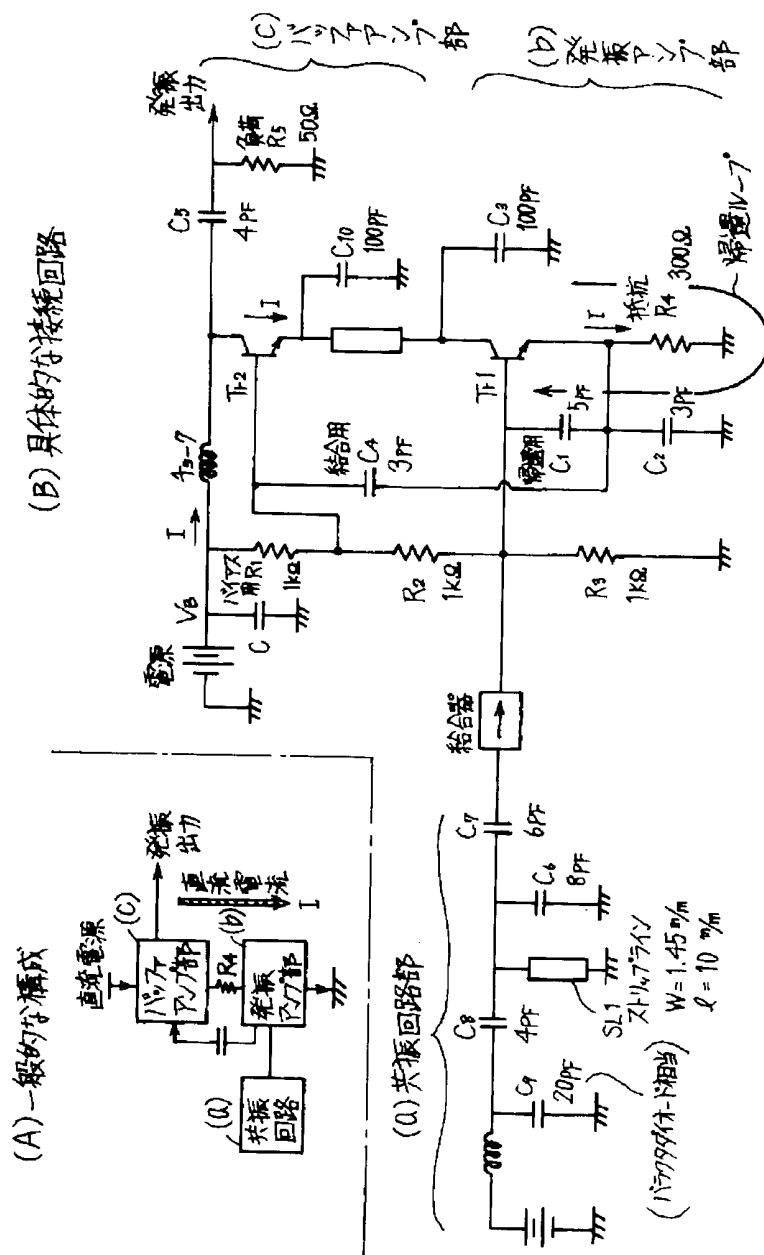 (A) 一般的な構成
直流電源
(C)
バッファ
アンプ部
発振
出力
R4
直流電流
I
(b)
発振
アンプ部
(a)
共振
回路
(B) 具体的な接続回路
電源
VB
I
チョーク
C
バイアス
用 R1
1kΩ
R2
1kΩ
R3
1kΩ
Tr2
I
C5
4PF
発振
出力
負荷
R5
50Ω
C10
100PF
結合用
C4
3PF
C3
100PF
Tr1
帰還用
C1
5PF
C2
3PF
I
抵抗
R4
300Ω
帰還ループ
(C)
バッファアンプ部
(b)
発振アンプ部
結合器
(a) 共振回路部
C7
6PF
C6
8PF
C8
4PF
C9
20PF
SL1
ストリップライン
W=1.45 m/m
ℓ=10 m/m
(バラクタダイオード相当)